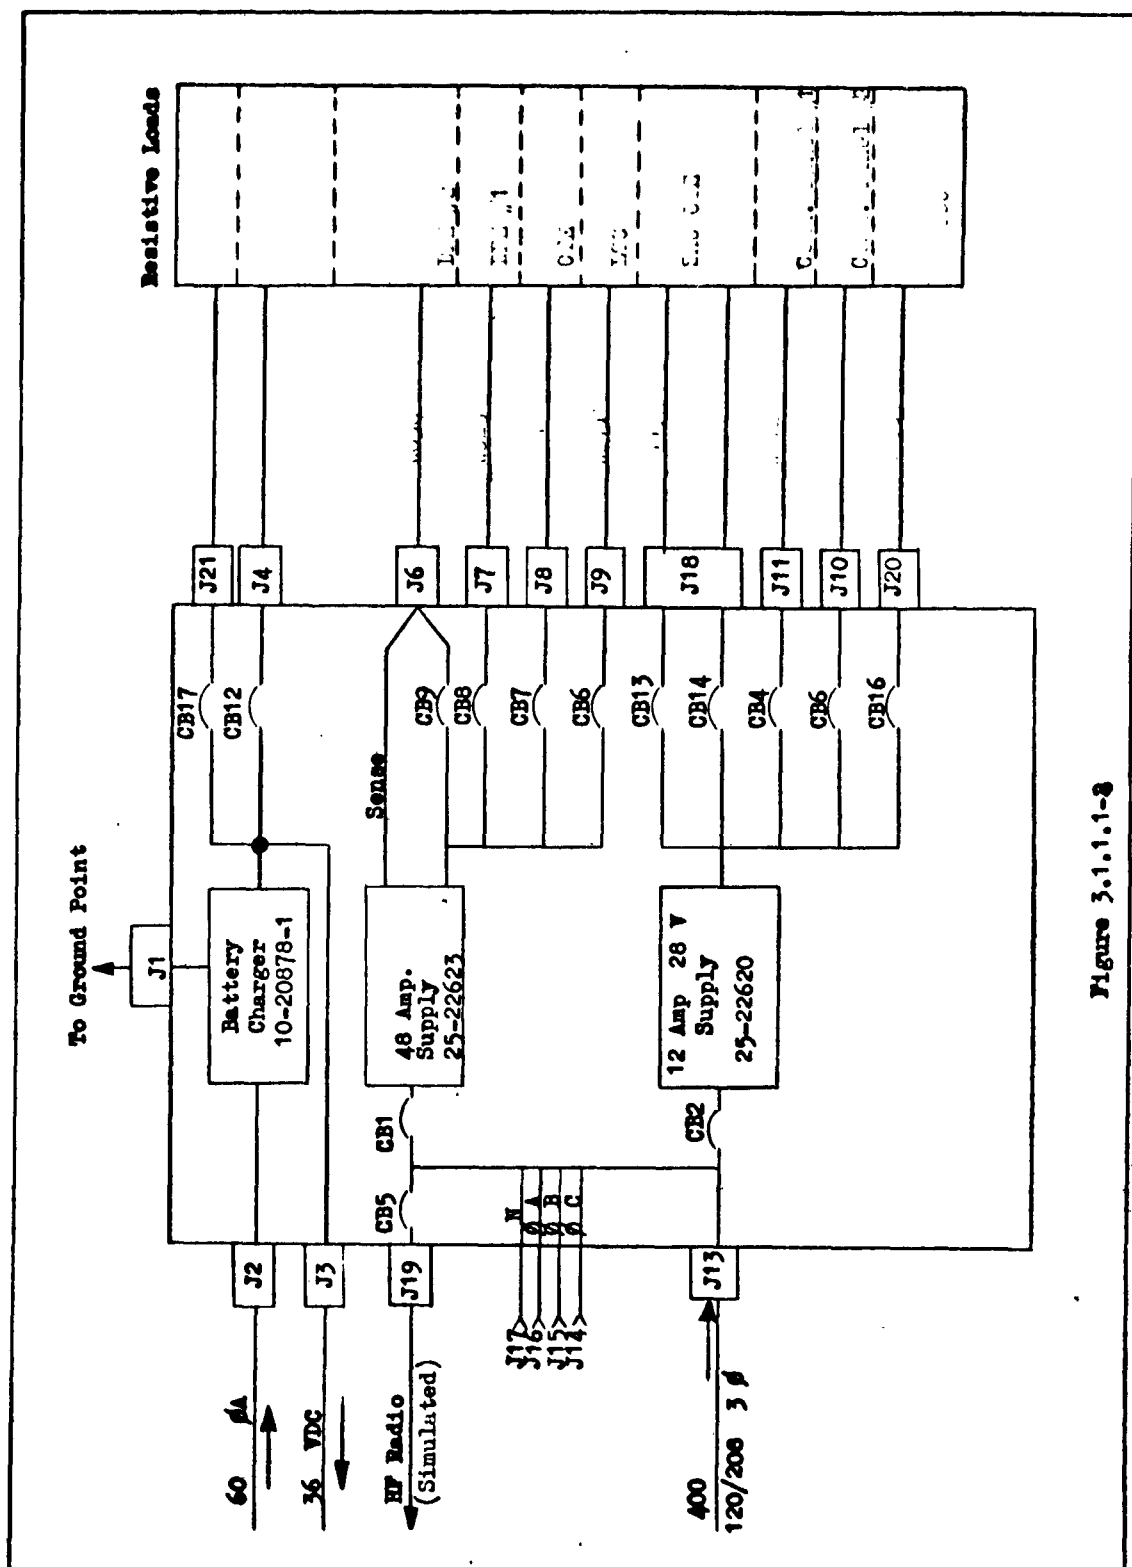 Resistive Loads
To Ground Point
J1
J21
J4
J6
J7
J8
J9
J18
J11
J10
J20
CB17
CB12
Sense
CB9
CB8
CB7
CB6
CB13
CB14
CB4
CB6
CB16
Battery
Charger
10-20878-1
48 Amp.
Supply
25-22623
12 Amp 28 V
Supply
25-22620
CB1
CB5
CB2
N
Ø A
Ø B
Ø C
J2
J3
J19
J17
J16
J15
J14
J13
60 ØA
36 VDC
HF Radio
(Simulated)
400
120/208 3 Ø
Figure 3.1.1.1-8